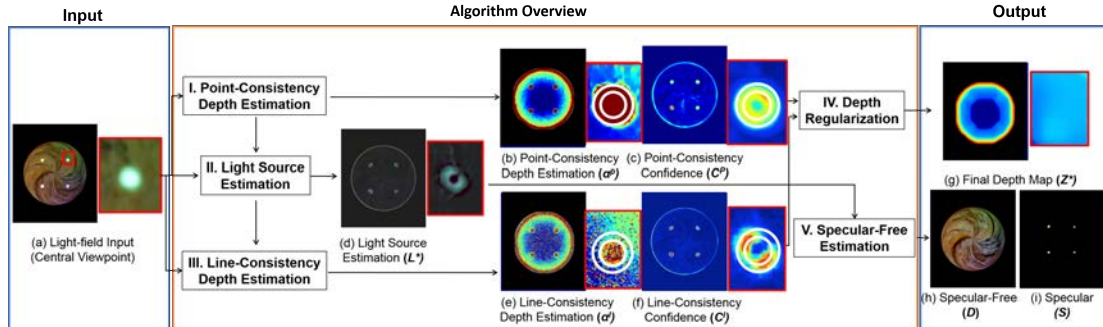 Input
Algorithm Overview
Output
I. Point-Consistency
Depth Estimation
II. Light Source
Estimation
III. Line-Consistency
Depth Estimation
(a) Light-field Input
(Central Viewpoint)
(d) Light Source
Estimation (L*)
(b) Point-Consistency
Depth Estimation (αᵖ)
(c) Point-Consistency
Confidence (Cᵖ)
(e) Line-Consistency
Depth Estimation (αˡ)
(f) Line-Consistency
Confidence (Cˡ)
IV. Depth
Regularization
V. Specular-Free
Estimation
(g) Final Depth Map (Z*)
(h) Specular-Free
(D)
(i) Specular
(S)